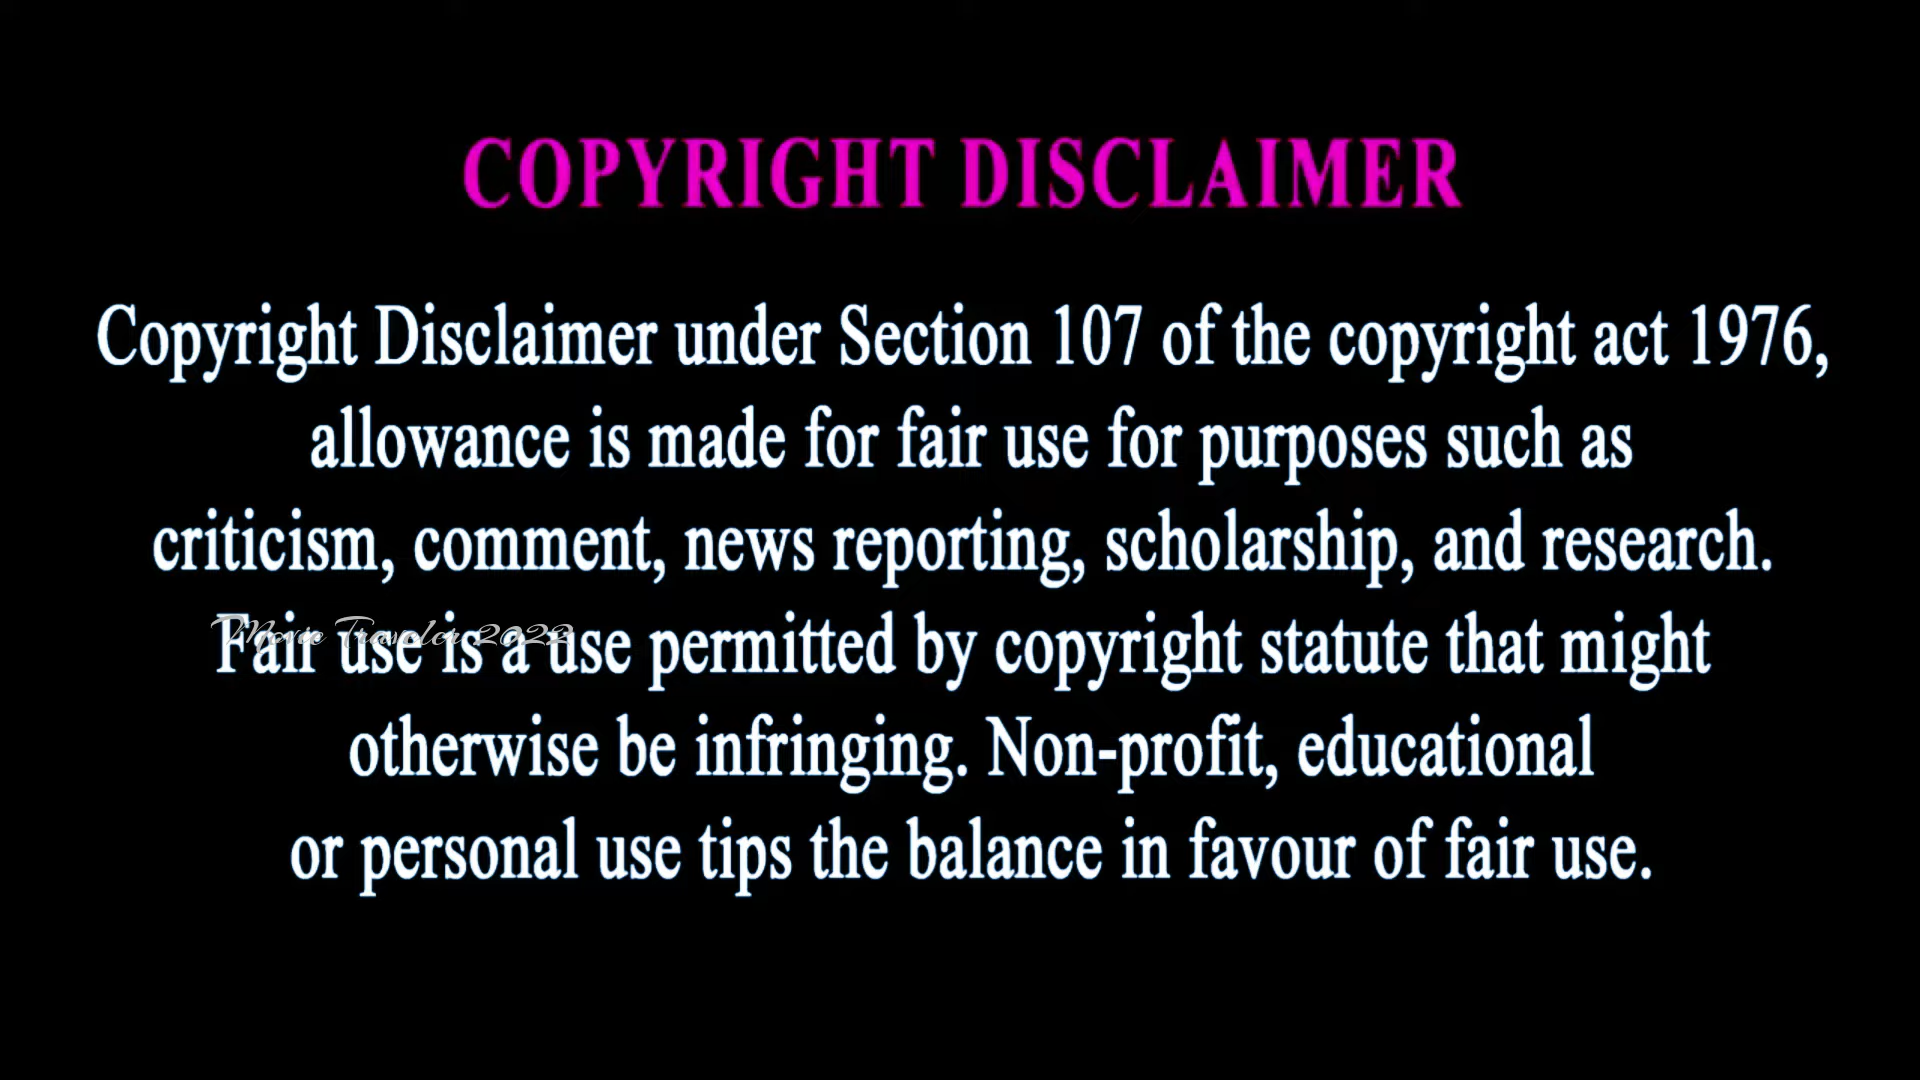 COPYRIGHT DISCLAIMER
Copyright Disclaimer under Section 107 of the copyright act 1976,
allowance is made for fair use for purposes such as
criticism, comment, news reporting, scholarship, and research.
Fair use is a use permitted by copyright statute that might
Movie 2022
otherwise be infringing. Non-profit, educational
or personal use tips the balance in favour of fair use.